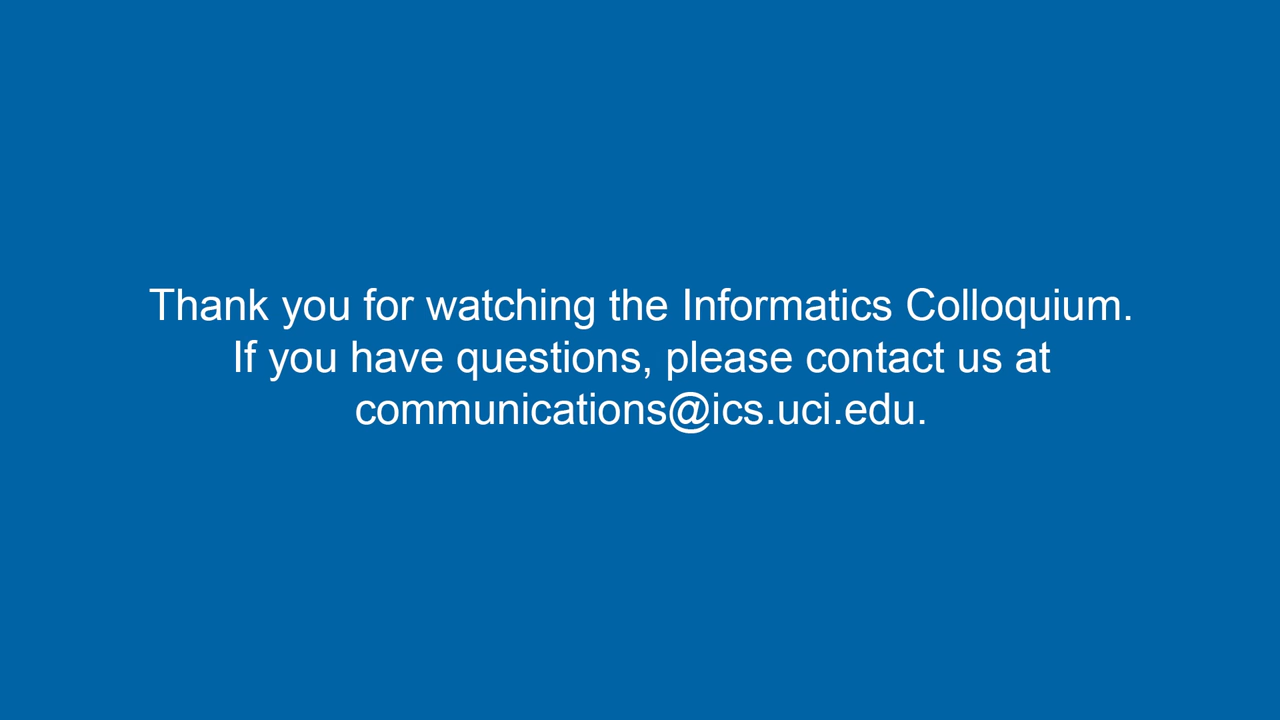 Thank you for watching the Informatics Colloquium.
If you have questions, please contact us at
communications@ics.uci.edu.